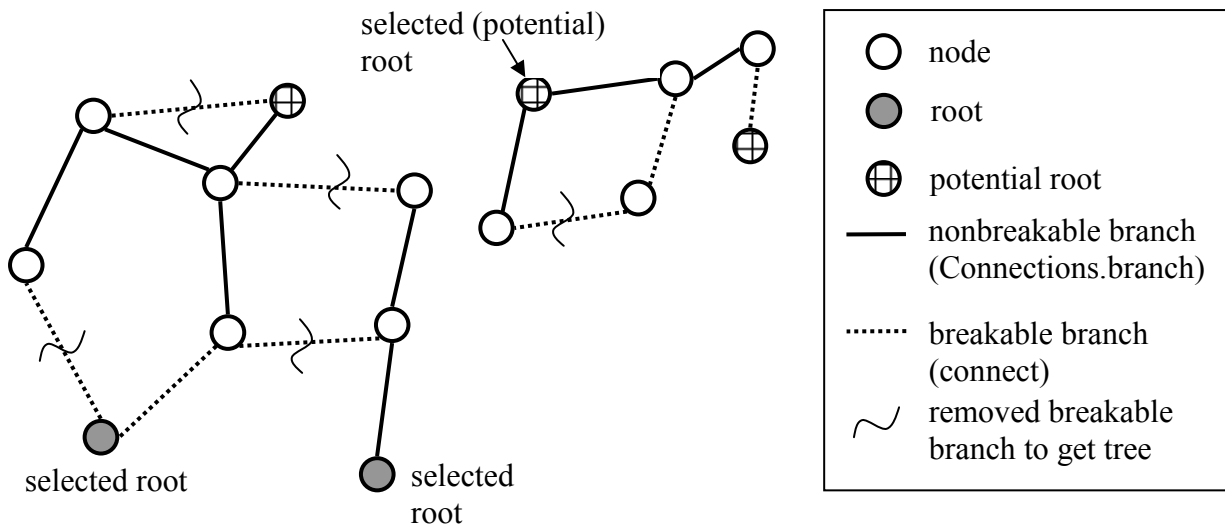 selected (potential)
root
selected root
selected
root
node
root
potential root
nonbreakable branch
(Connections.branch)
breakable branch
(connect)
removed breakable
branch to get tree